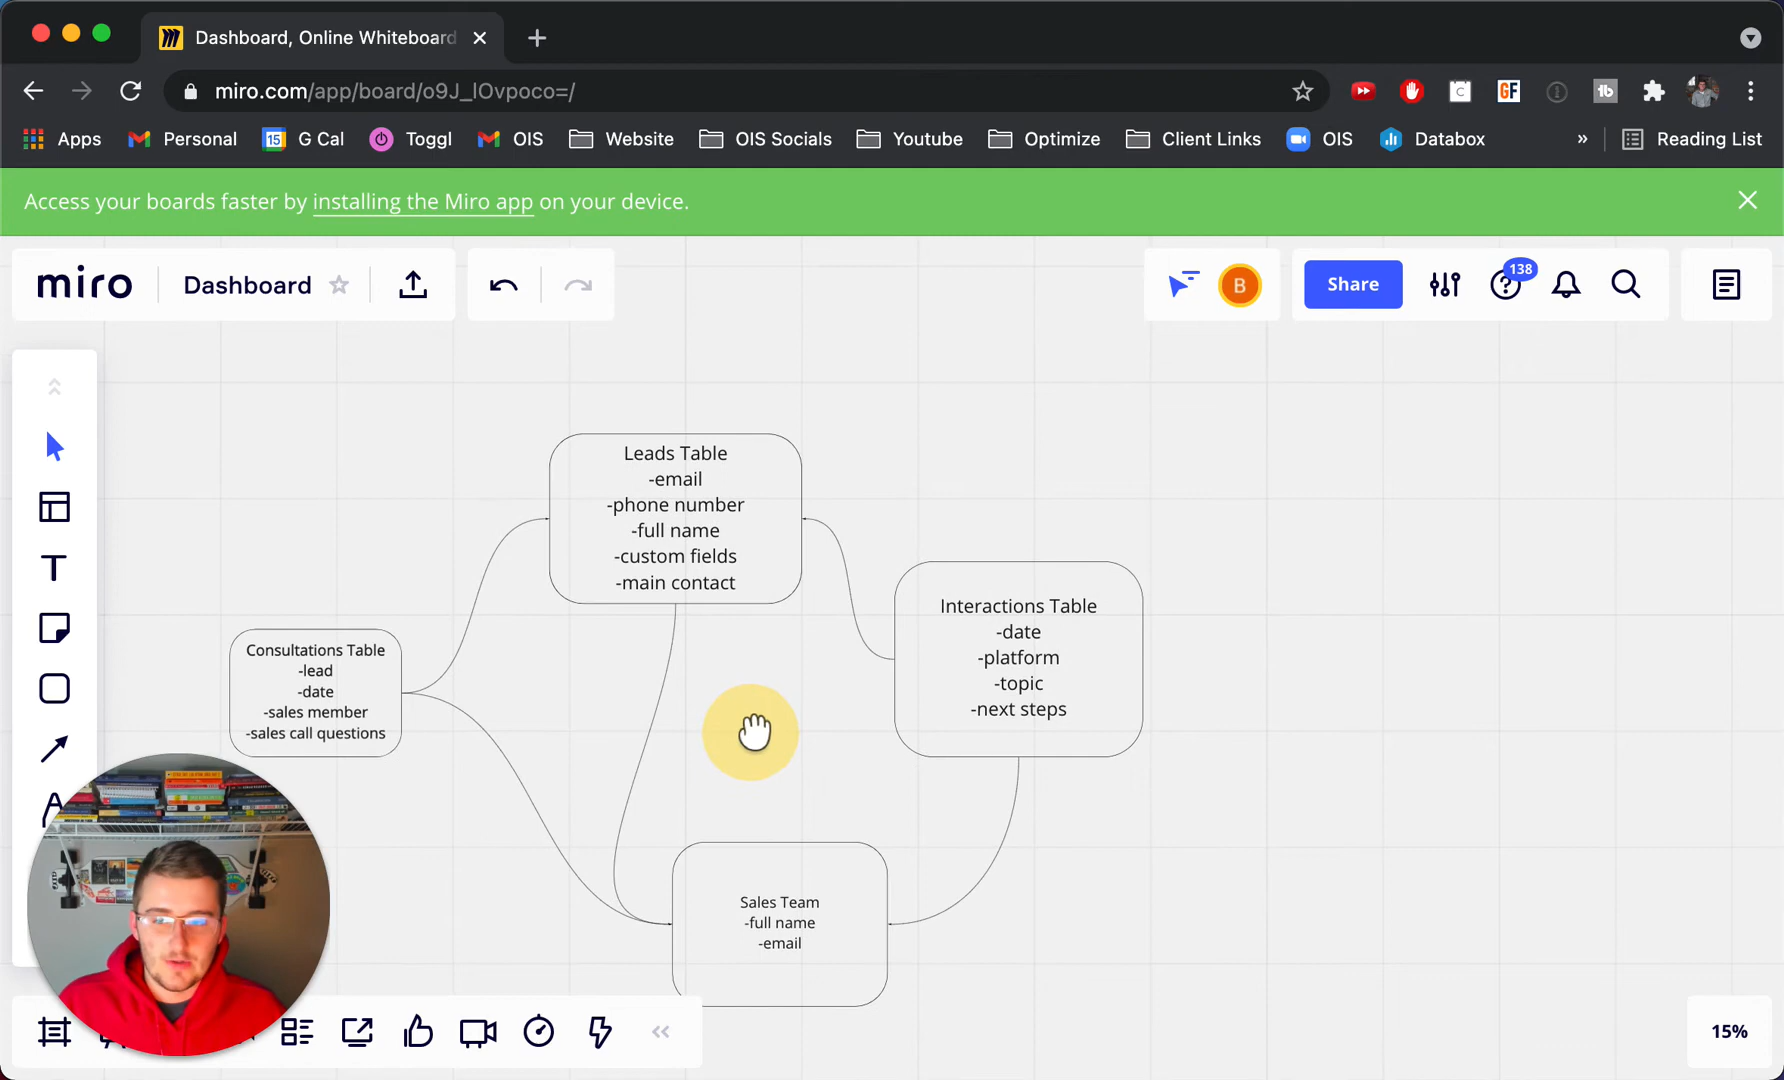 Dashboard, Online Whiteboard
miro.com/app/board/o9J_lOvpoco=/
Apps
Personal
15
G Cal
Toggl
OIS
Website
OIS Socials
Youtube
Optimize
Client Links
OIS
Databox
»
Reading List
C
GF
tb
Access your boards faster by installing the Miro app on your device.
miro
Dashboard
B
Share
138
Leads Table
-email
-phone number
-full name
-custom fields
-main contact
Interactions Table
-date
-platform
-topic
-next steps
Consultations Table
-lead
-date
-sales member
-sales call questions
Sales Team
-full name
-email
15%